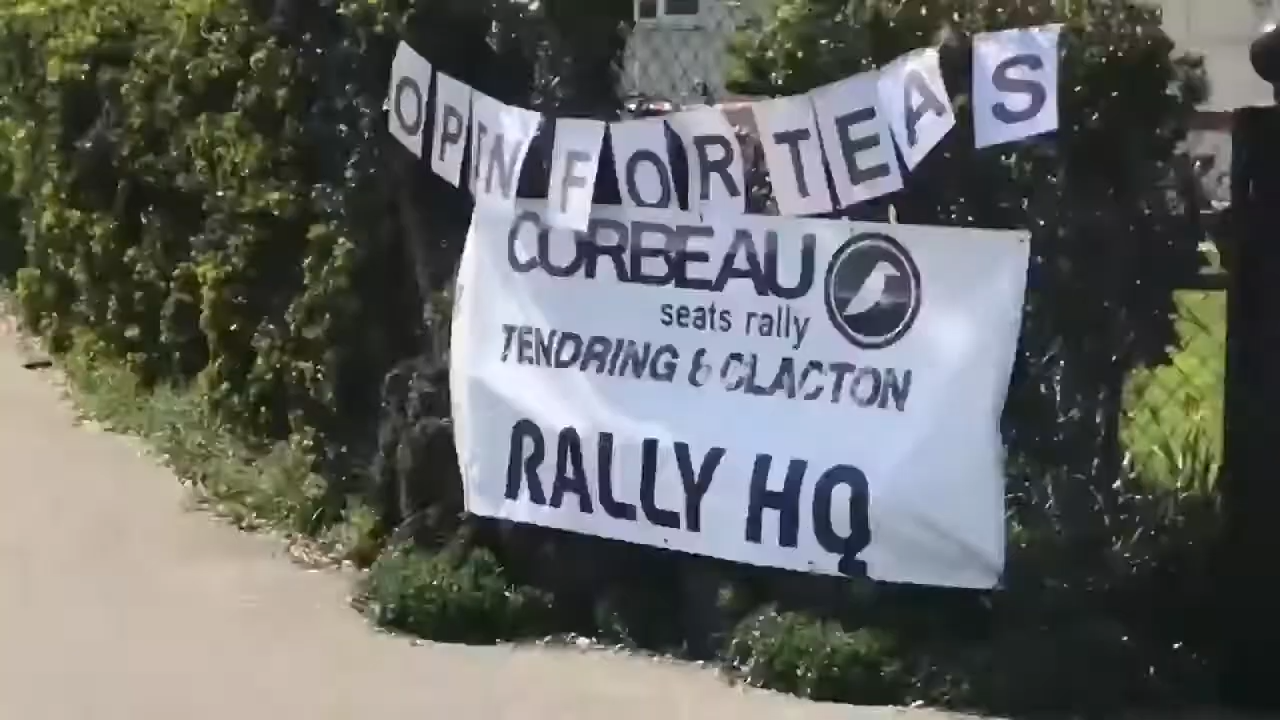 OPEN FOR TEAS
CORBEAU
seats rally
TENDRING & CLACTON
RALLY HQ